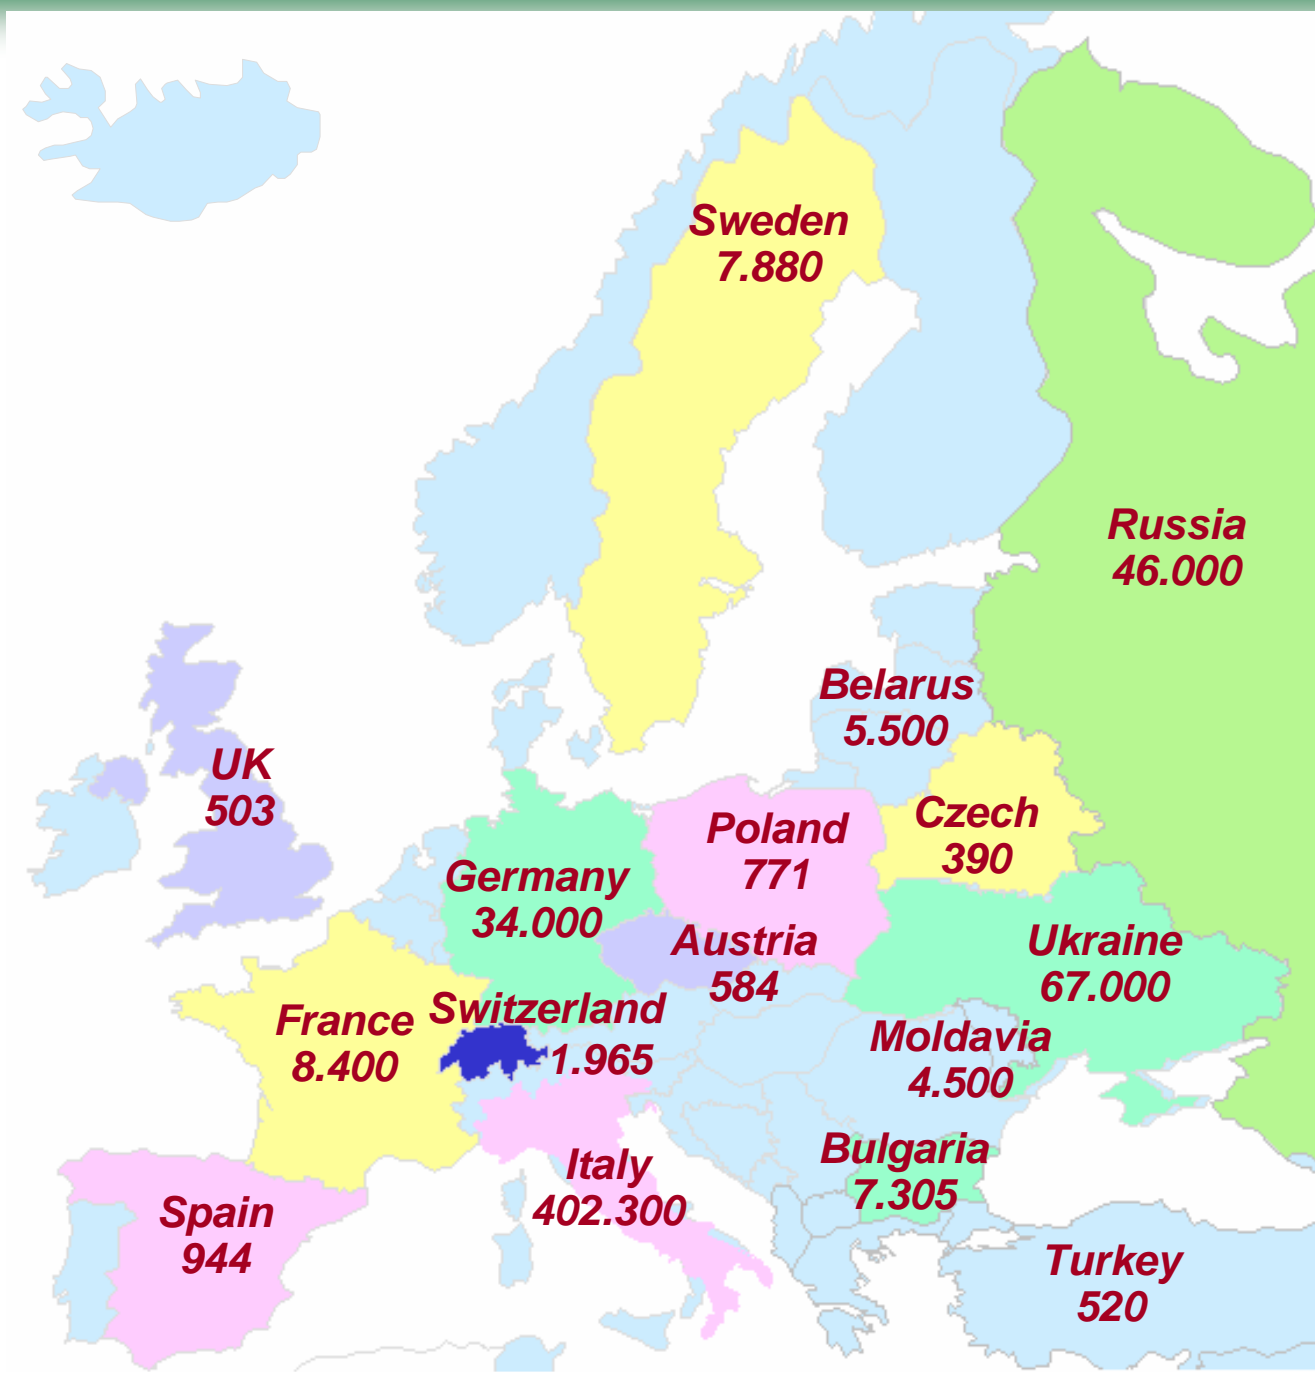 Sweden
7.880
Russia
46.000
Belarus
5.500
UK
503
Czech
390
Poland
771
Germany
34.000
Austria
584
Ukraine
67.000
Switzerland
1.965
France
8.400
Moldavia
4.500
Bulgaria
7.305
Italy
402.300
Spain
944
Turkey
520